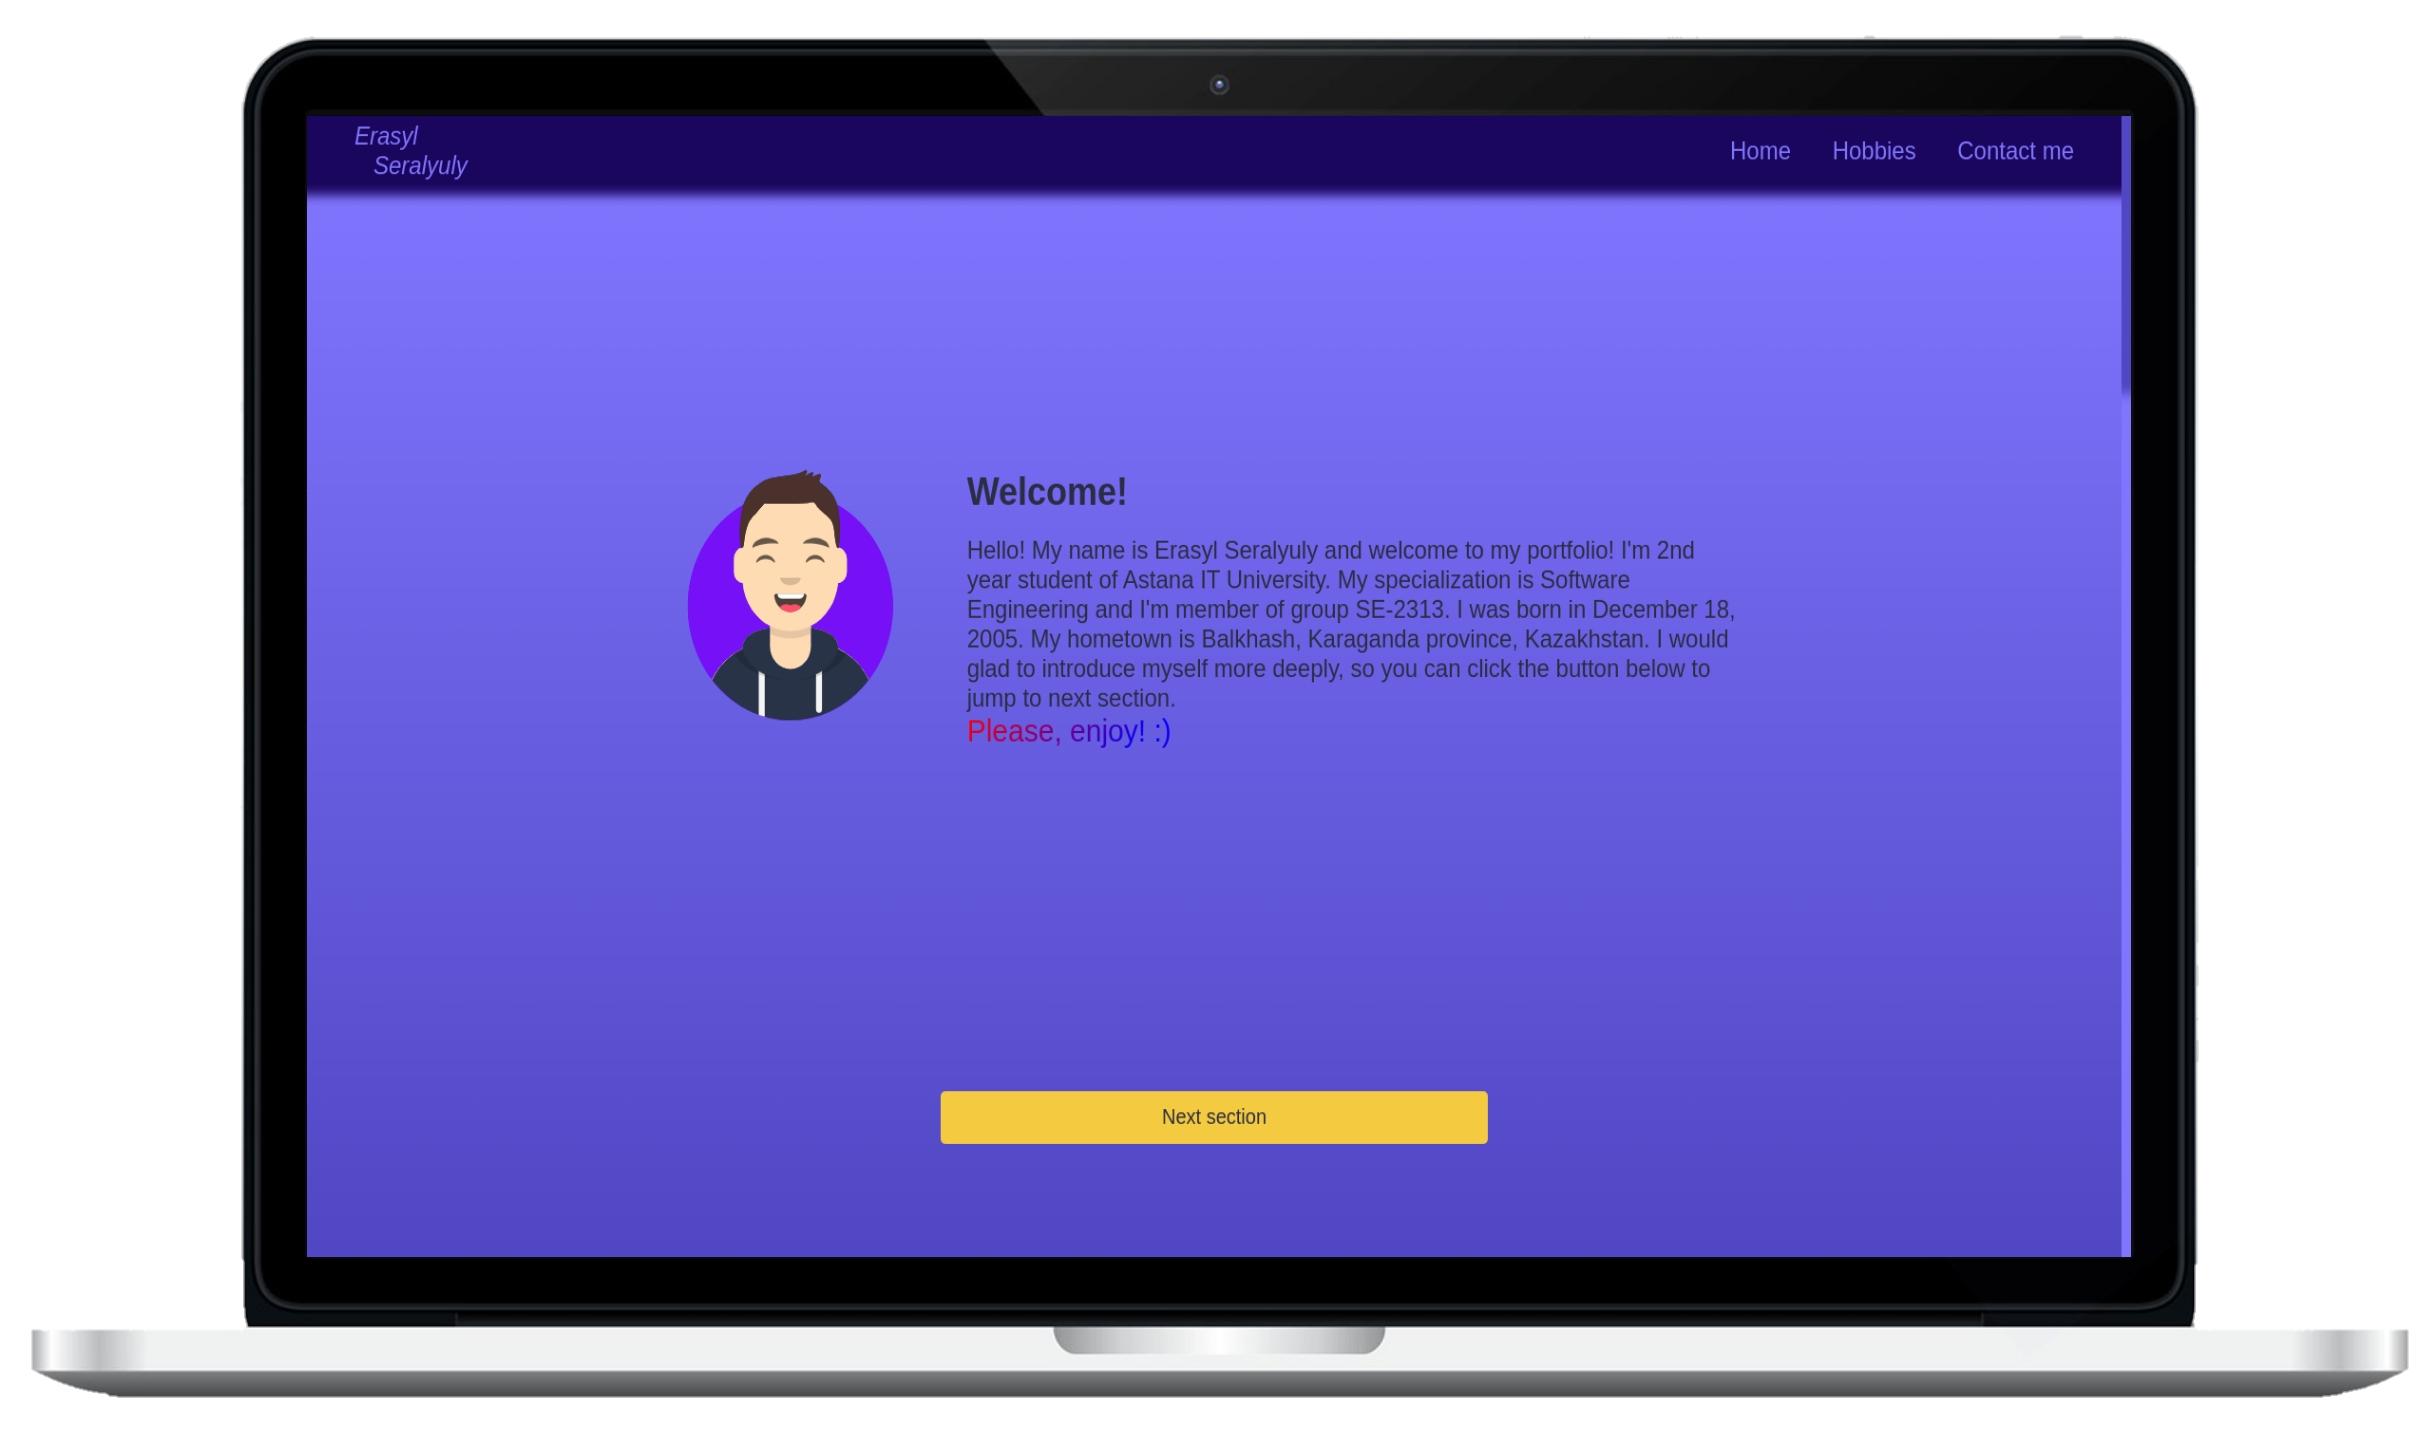 Erasyl
Seralyuly
Home Hobbies Contact me
Welcome!
Hello! My name is Erasyl Seralyuly and welcome to my portfolio! I'm 2nd
year student of Astana IT University. My specialization is Software
Engineering and I'm member of group SE-2313. I was born in December 18,
2005. My hometown is Balkhash, Karaganda province, Kazakhstan. I would
glad to introduce myself more deeply, so you can click the button below to
jump to next section.
Please, enjoy! :)
Next section